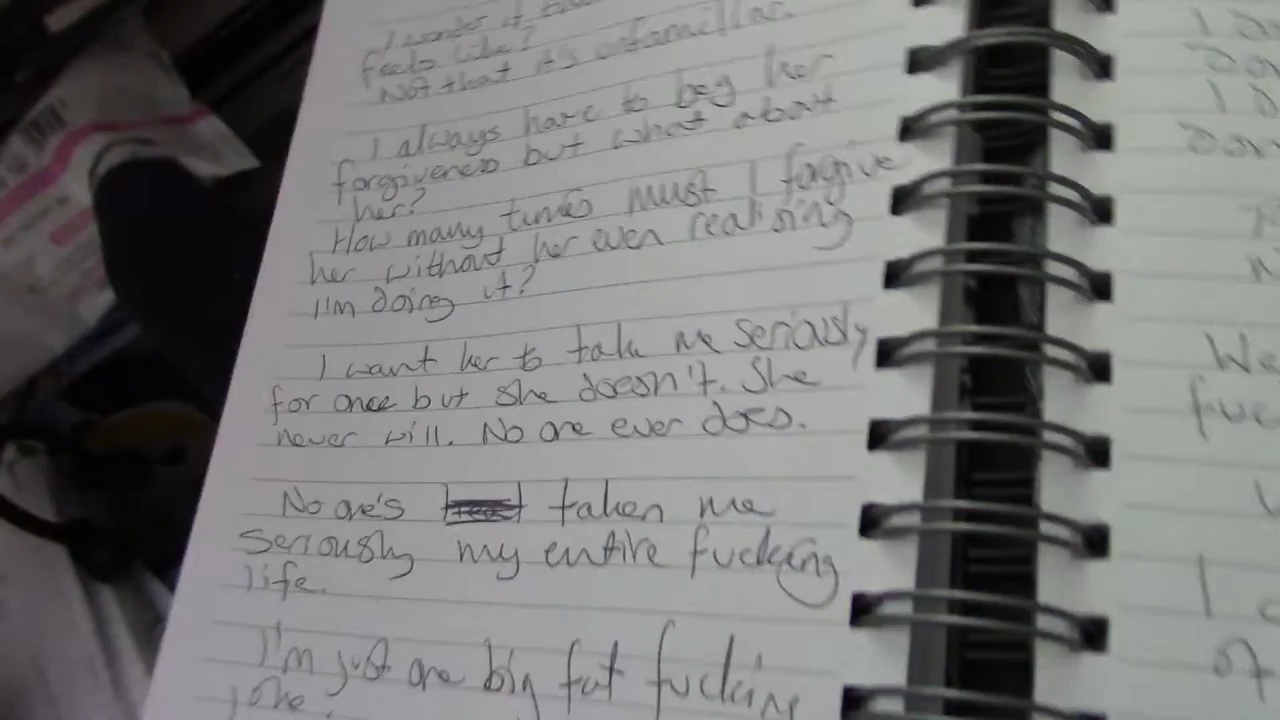 I wonder if
feels like?
Not that it's unfamiliar.
I always have to beg her
forgiveness but what about
her?
How many times must I forgive
her without her even realising
I'm doing it?
I want her to take me seriously
for once but she doesn't. She
never will. No one ever does.
No one's taken me
seriously my entire fucking
life.
I'm just one big fat fucking
joke.